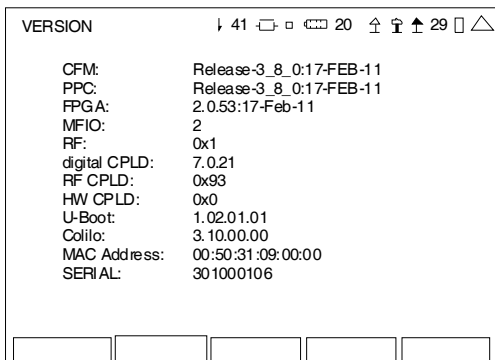 VERSION 41 20 29
CFM: Release-3_8_0:17-FEB-11
PPC: Release-3_8_0:17-FEB-11
FPGA: 2.0.53:17-Feb-11
MFIO: 2
RF: 0x1
digital CPLD: 7.0.21
RF CPLD: 0x93
HW CPLD: 0x0
U-Boot: 1.02.01.01
Colilo: 3.10.00.00
MAC Address: 00:50:31:09:00:00
SERIAL: 301000106